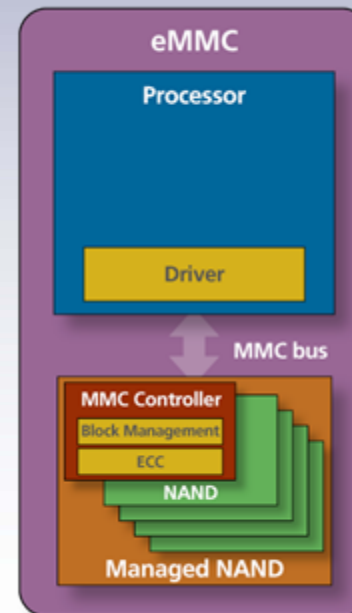 eMMC
Processor
Driver
MMC bus
MMC Controller
Block Management
ECC
NAND
Managed NAND